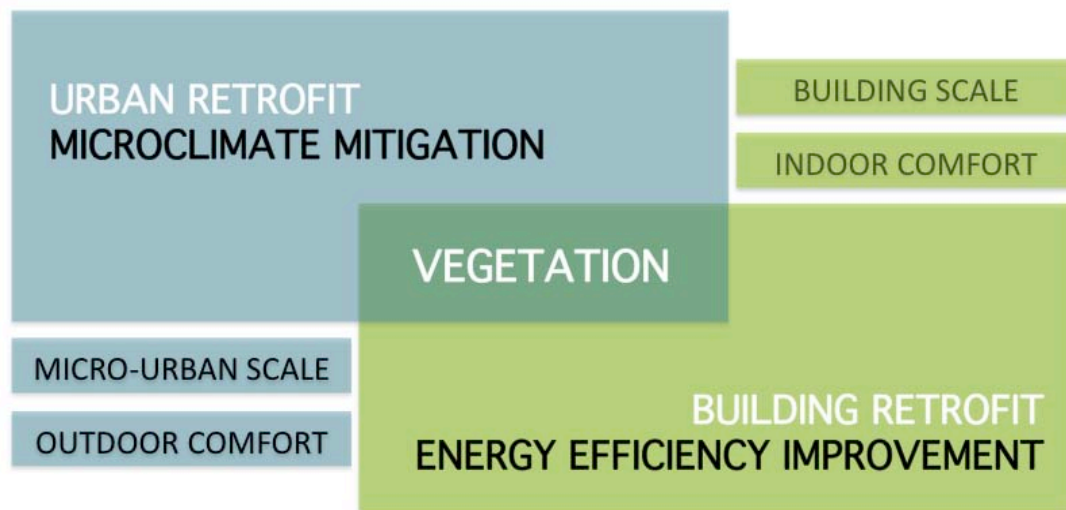 URBAN RETROFIT
MICROCLIMATE MITIGATION
BUILDING SCALE
INDOOR COMFORT
VEGETATION
MICRO-URBAN SCALE
OUTDOOR COMFORT
BUILDING RETROFIT
ENERGY EFFICIENCY IMPROVEMENT